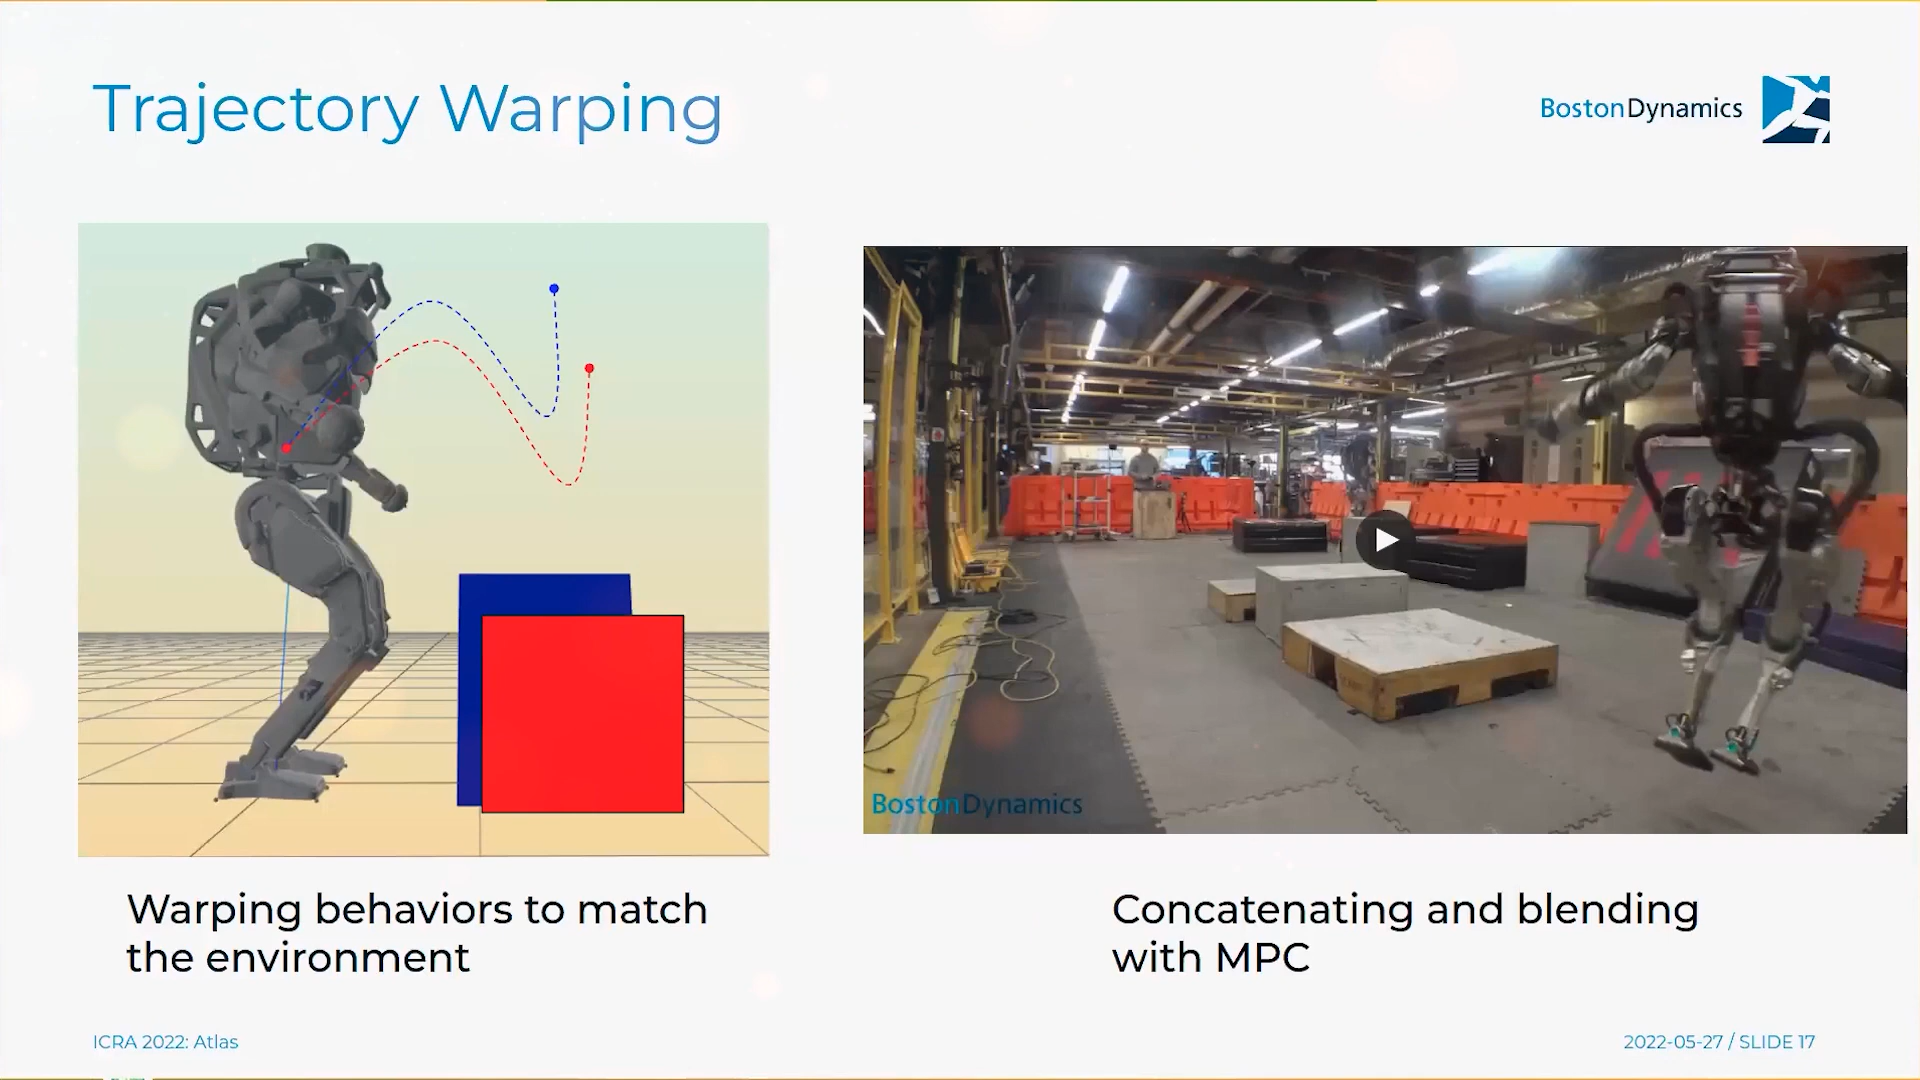 Trajectory Warping
BostonDynamics
BostonDynamics
Warping behaviors to match
the environment
Concatenating and blending
with MPC
ICRA 2022: Atlas
2022-05-27 / SLIDE 17